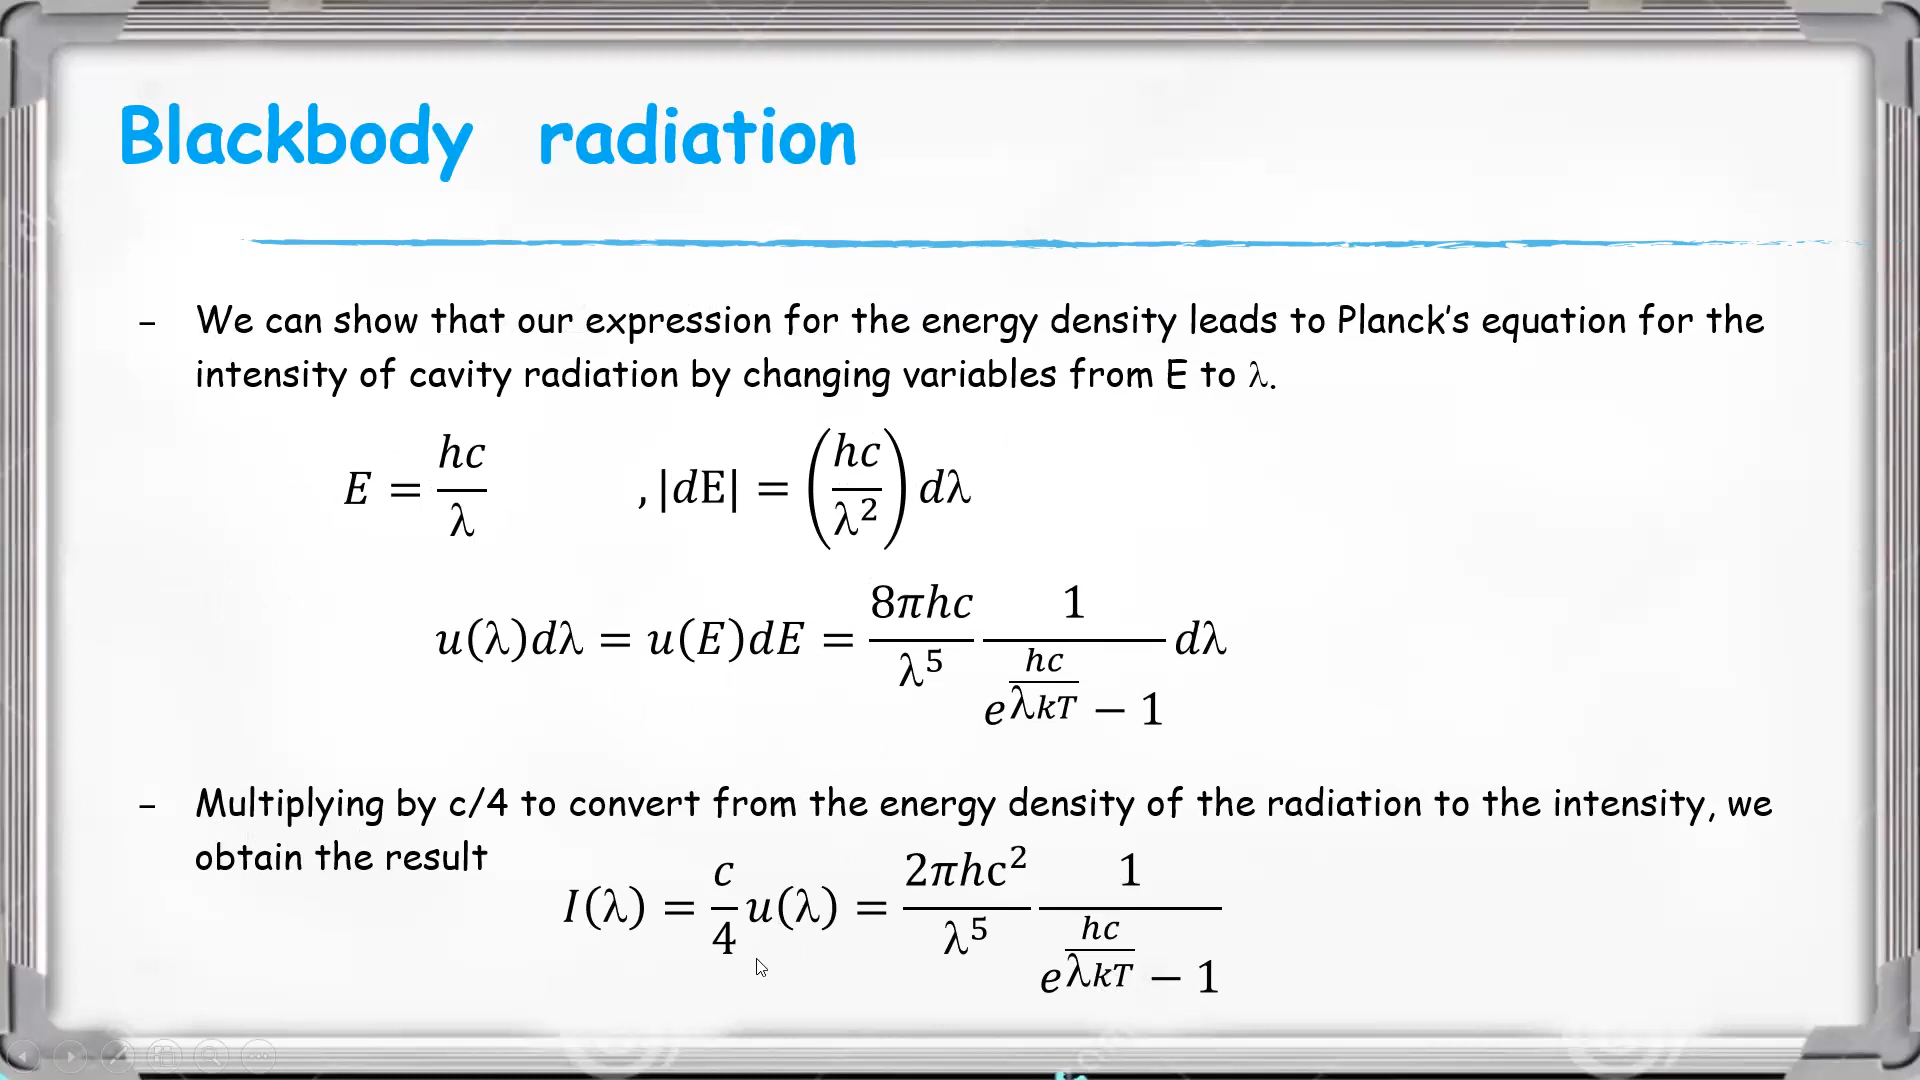 Blackbody radiation
– We can show that our expression for the energy density leads to Planck's equation for the
intensity of cavity radiation by changing variables from E to λ.
E = hc/λ , |dE| = (hc/λ²) dλ
u(λ)dλ = u(E)dE = 8πhc/λ⁵ 1/(e^(hc/λkT) − 1) dλ
– Multiplying by c/4 to convert from the energy density of the radiation to the intensity, we
obtain the result
I(λ) = c/4 u(λ) = 2πhc²/λ⁵ 1/(e^(hc/λkT) − 1)